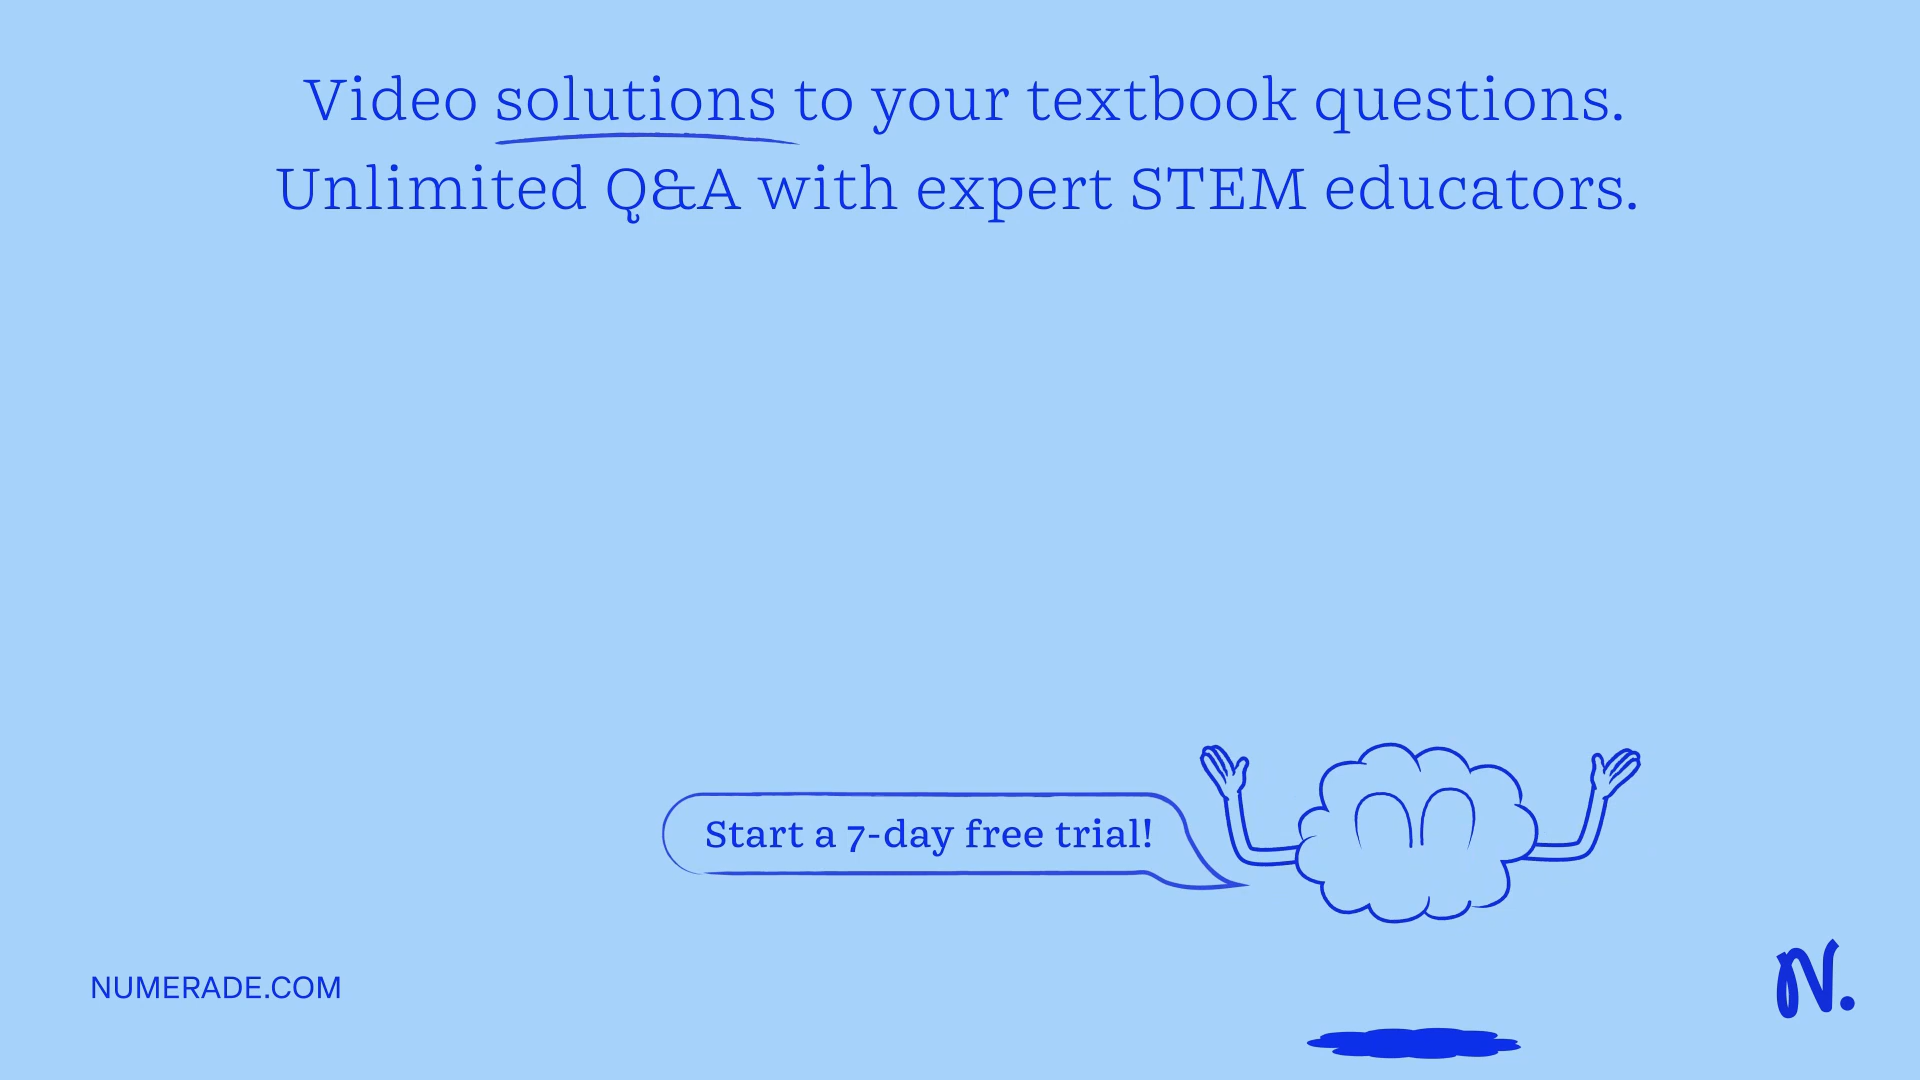 Video solutions to your textbook questions.
Unlimited Q&A with expert STEM educators.
Start a 7-day free trial!
NUMERADE.COM
N.